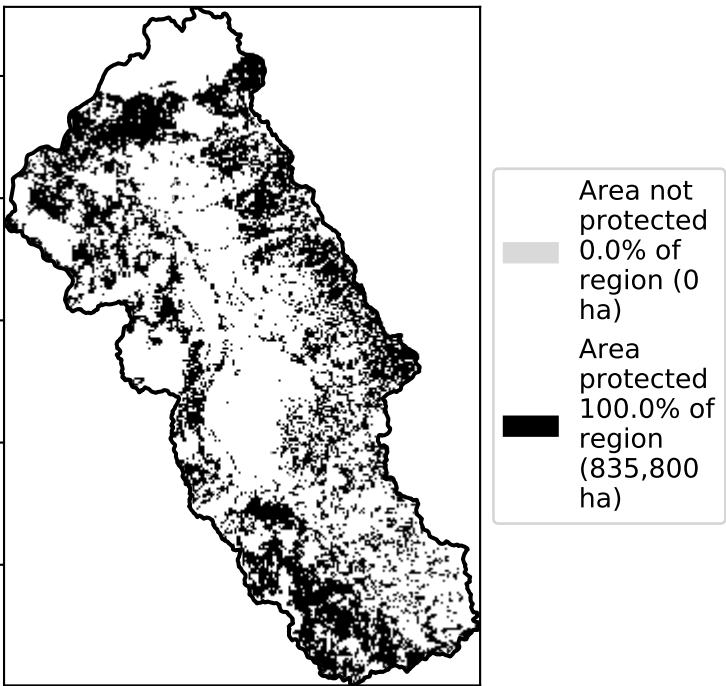 Area not
protected
0.0% of
region (0
ha)
Area
protected
100.0% of
region
(835,800
ha)